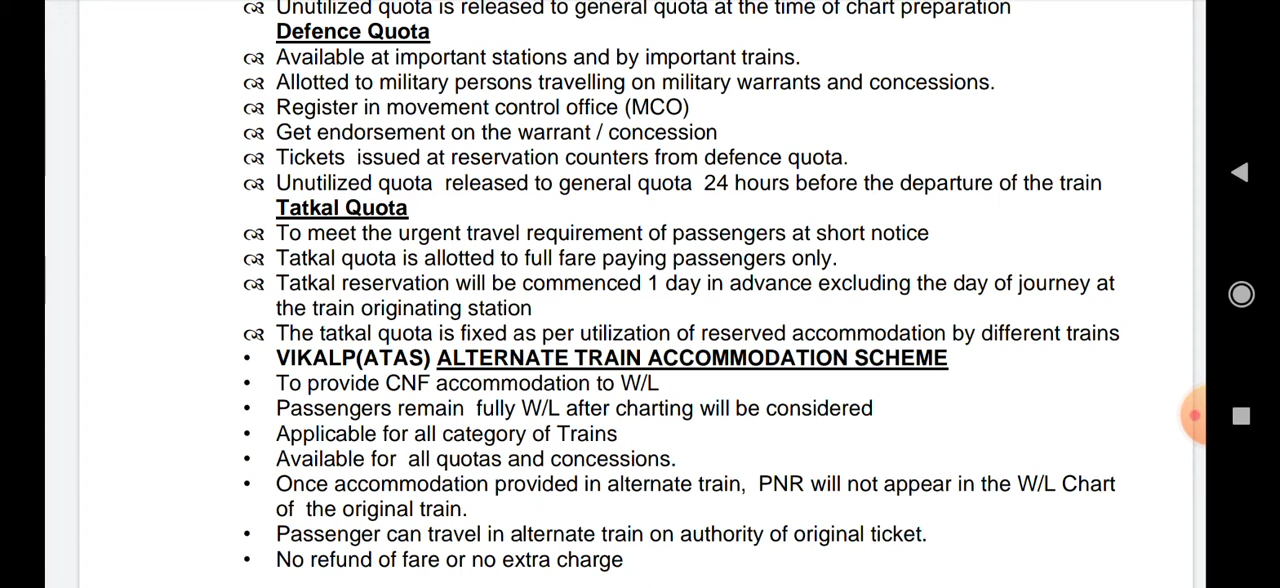 Unutilized quota is released to general quota at the time of chart preparation
Defence Quota
Available at important stations and by important trains.
Allotted to military persons travelling on military warrants and concessions.
Register in movement control office (MCO)
Get endorsement on the warrant / concession
Tickets issued at reservation counters from defence quota.
Unutilized quota released to general quota 24 hours before the departure of the train
Tatkal Quota
To meet the urgent travel requirement of passengers at short notice
Tatkal quota is allotted to full fare paying passengers only.
Tatkal reservation will be commenced 1 day in advance excluding the day of journey at
the train originating station
The tatkal quota is fixed as per utilization of reserved accommodation by different trains
• VIKALP(ATAS) ALTERNATE TRAIN ACCOMMODATION SCHEME
• To provide CNF accommodation to W/L
• Passengers remain fully W/L after charting will be considered
• Applicable for all category of Trains
• Available for all quotas and concessions.
• Once accommodation provided in alternate train, PNR will not appear in the W/L Chart
of the original train.
• Passenger can travel in alternate train on authority of original ticket.
• No refund of fare or no extra charge